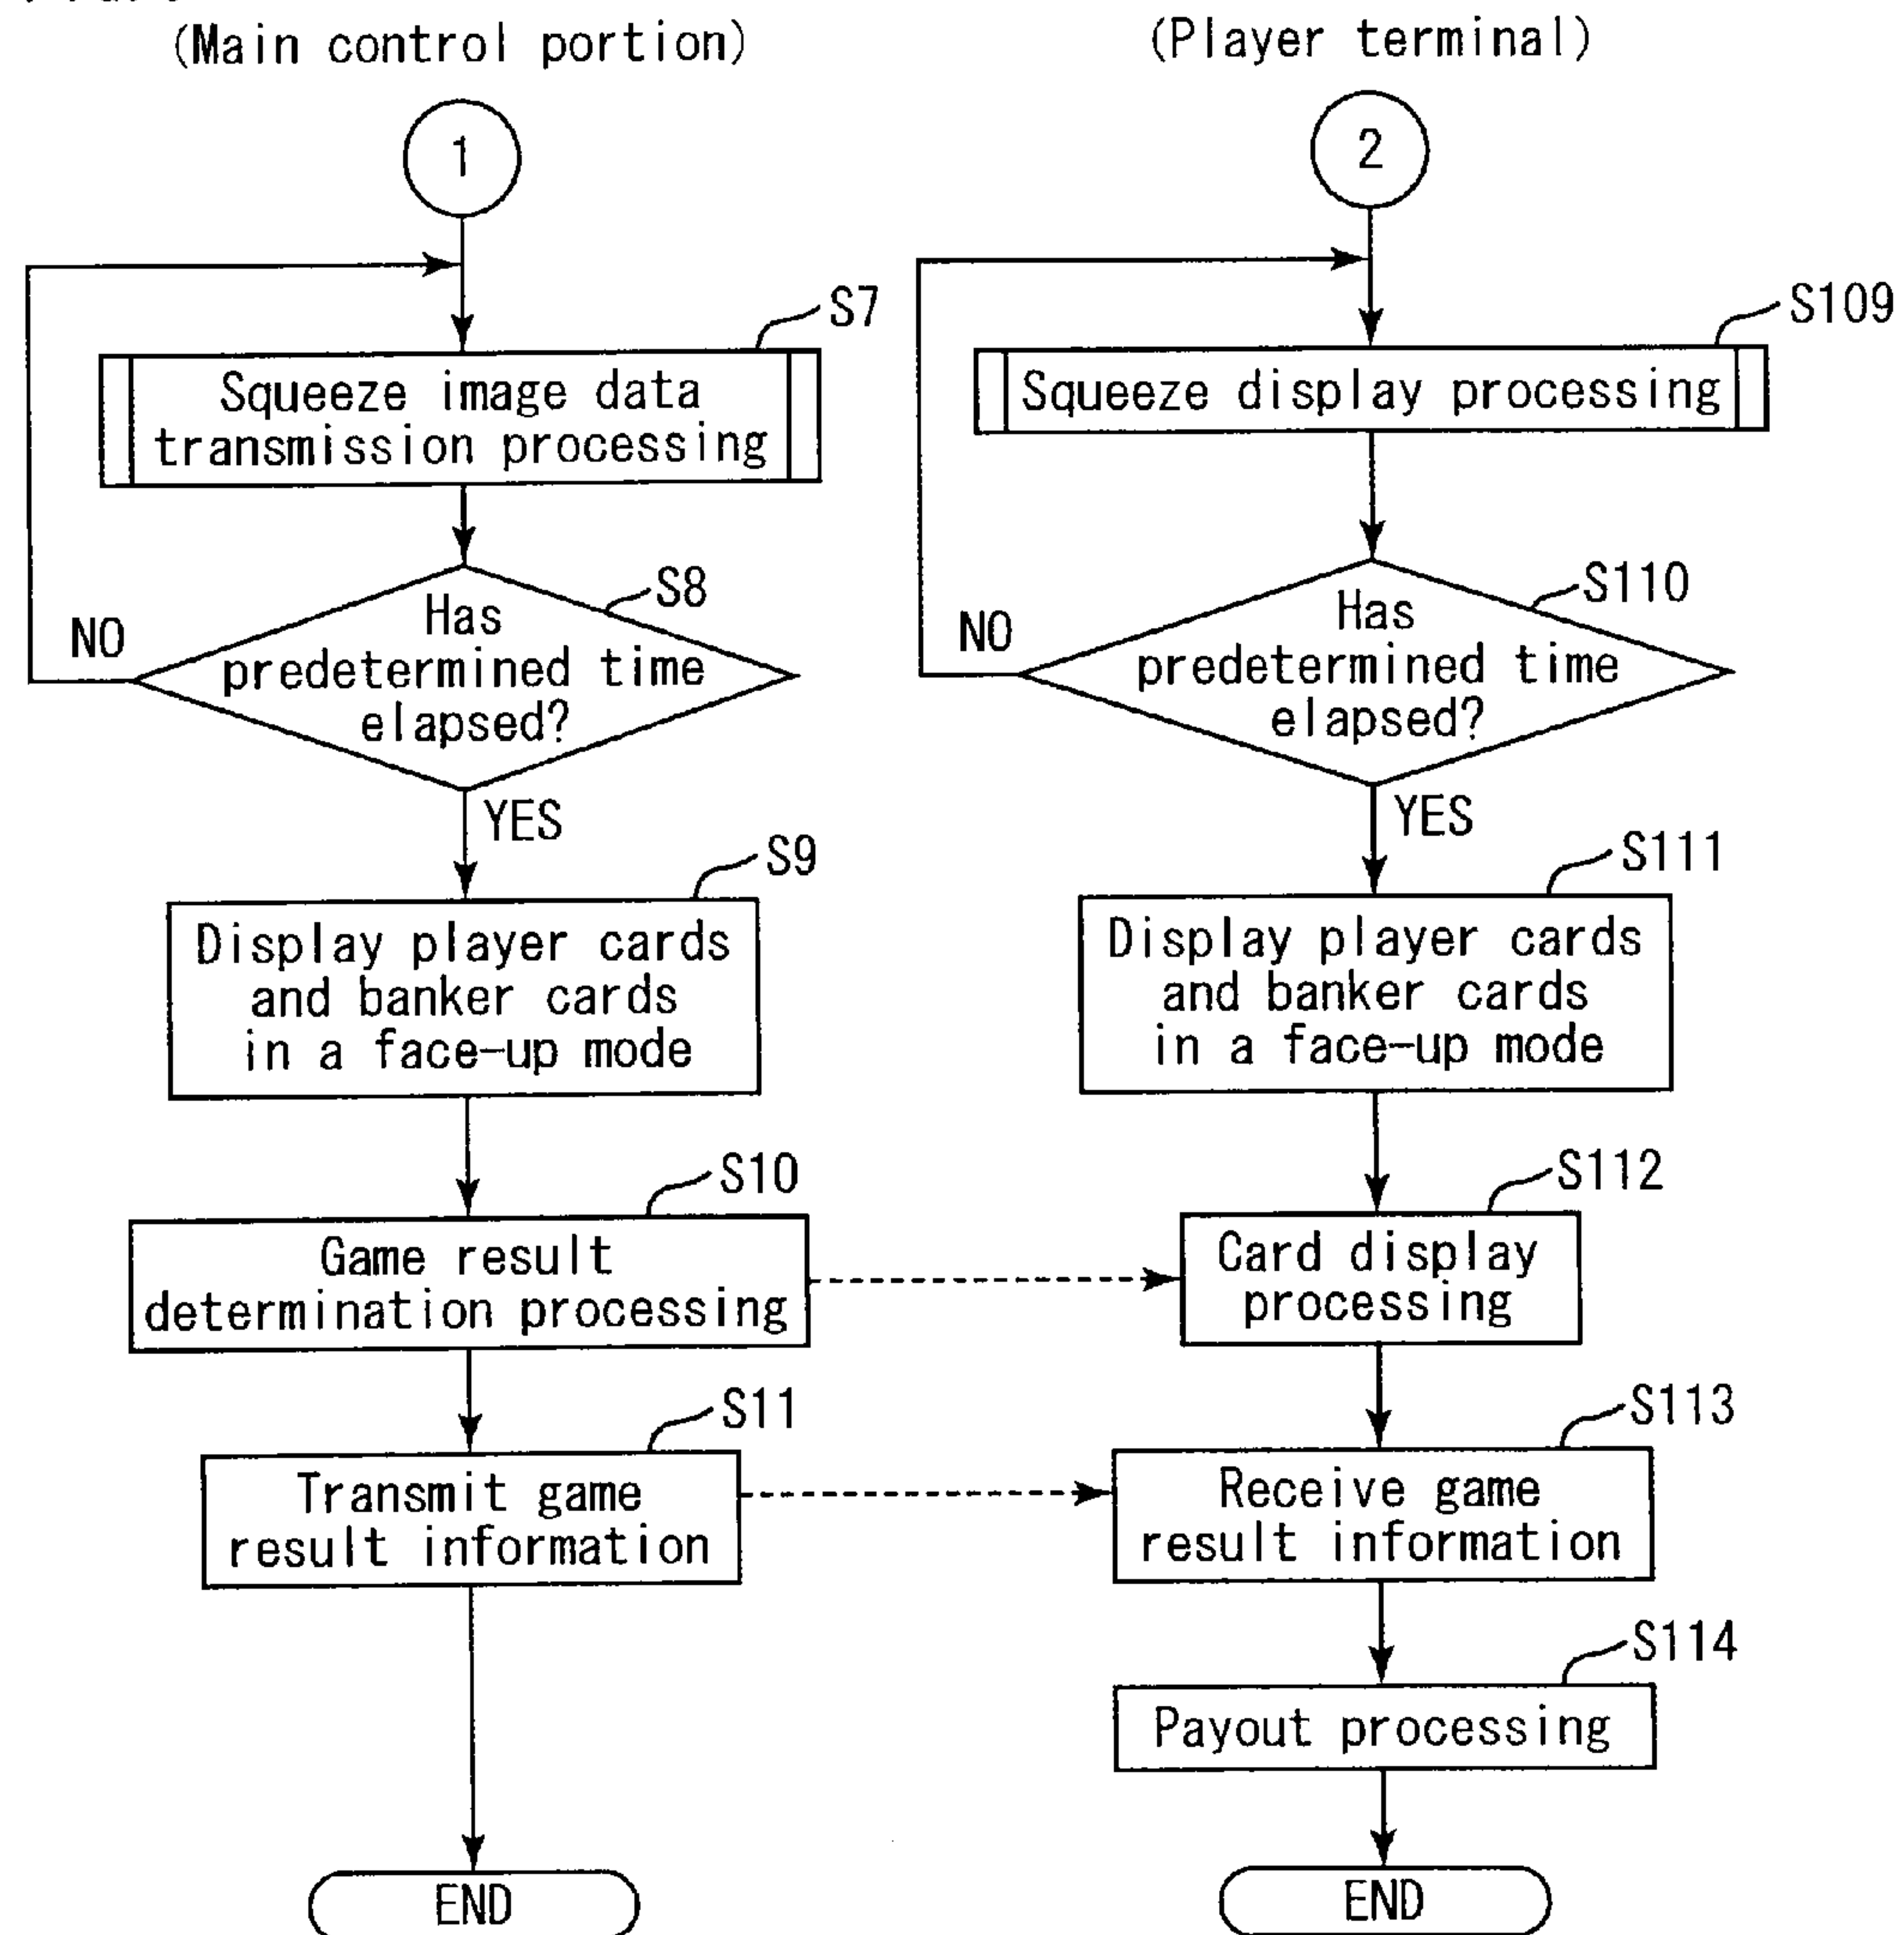 (Main control portion)
1
S7
Squeeze image data
transmission processing
S8
Has
predetermined time
elapsed?
NO
YES
S9
Display player cards
and banker cards
in a face-up mode
S10
Game result
determination processing
S11
Transmit game
result information
END
(Player terminal)
2
S109
Squeeze display processing
S110
Has
predetermined time
elapsed?
NO
YES
S111
Display player cards
and banker cards
in a face-up mode
S112
Card display
processing
S113
Receive game
result information
S114
Payout processing
END